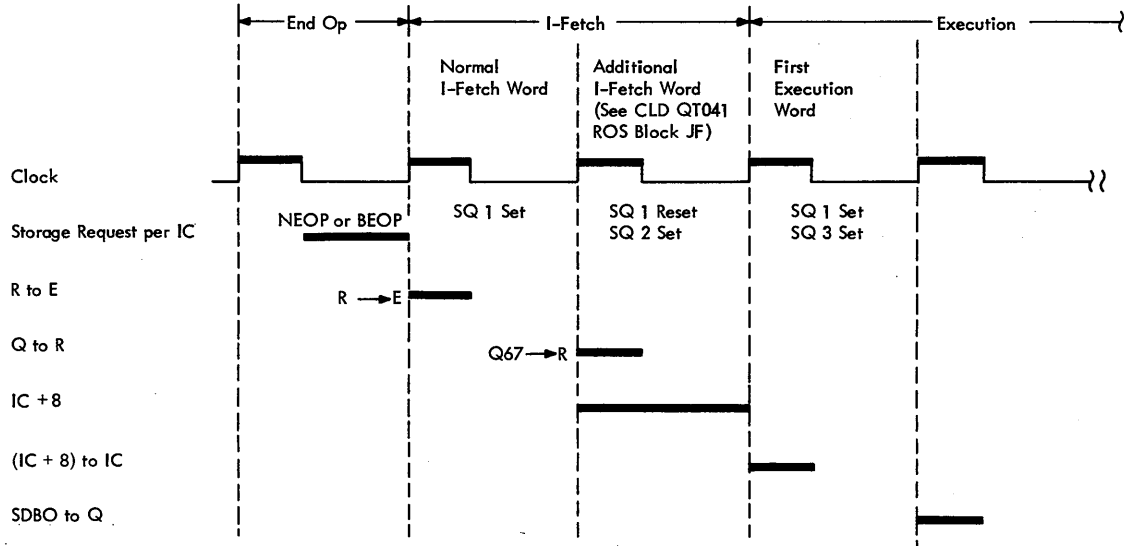 End Op
I-Fetch
Execution
Normal
I-Fetch Word
Additional
I-Fetch Word
(See CLD QT041
ROS Block JF)
First
Execution
Word
Clock
SQ 1 Set
SQ 1 Reset
SQ 2 Set
SQ 1 Set
SQ 3 Set
Storage Request per IC
NEOP or BEOP
R to E
R → E
Q to R
Q67 → R
IC +8
(IC + 8) to IC
SDBO to Q